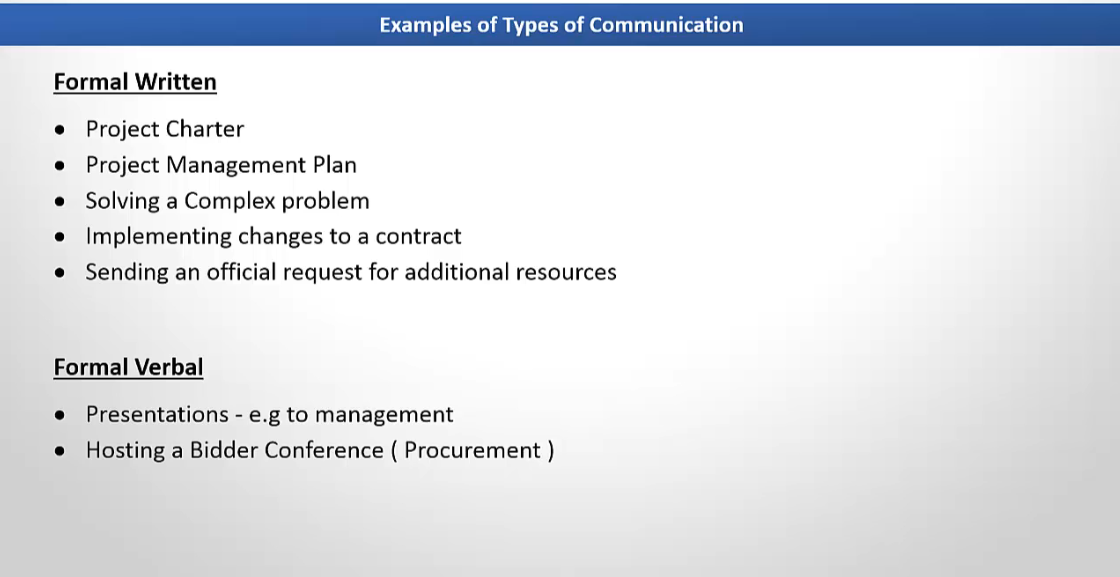 Examples of Types of Communication
Formal Written
• Project Charter
• Project Management Plan
• Solving a Complex problem
• Implementing changes to a contract
• Sending an official request for additional resources
Formal Verbal
• Presentations - e.g to management
• Hosting a Bidder Conference ( Procurement )